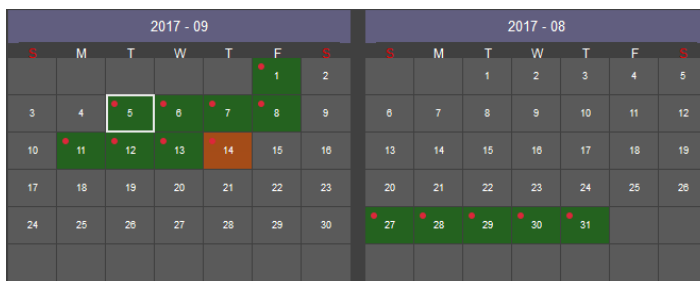 2017 - 09
S M T W T F S
1 2
3 4 5 6 7 8 9
10 11 12 13 14 15 16
17 18 19 20 21 22 23
24 25 26 27 28 29 30
2017 - 08
S M T W T F S
1 2 3 4 5
6 7 8 9 10 11 12
13 14 15 16 17 18 19
20 21 22 23 24 25 26
27 28 29 30 31